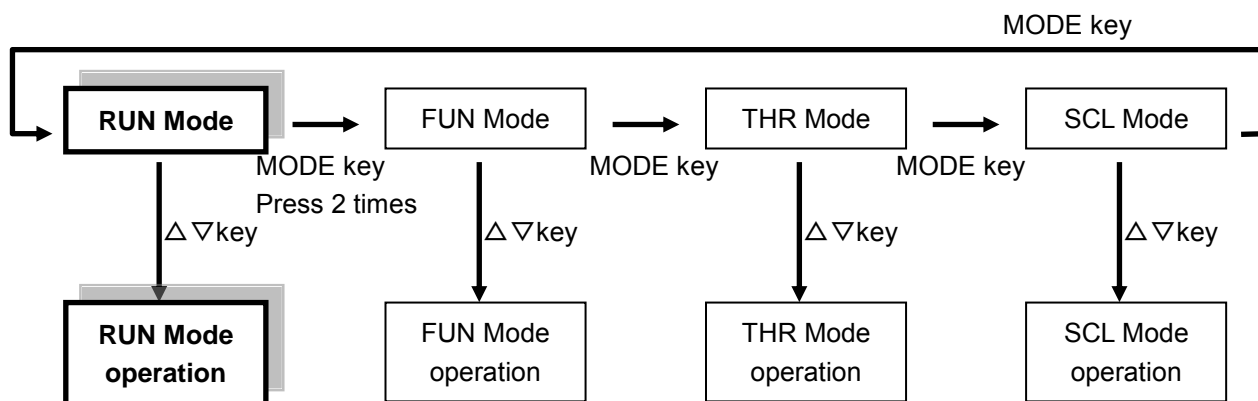 MODE key
RUN Mode
FUN Mode
THR Mode
SCL Mode
MODE key
Press 2 times
MODE key
MODE key
△▽key
△▽key
△▽key
△▽key
RUN Mode
operation
FUN Mode
operation
THR Mode
operation
SCL Mode
operation